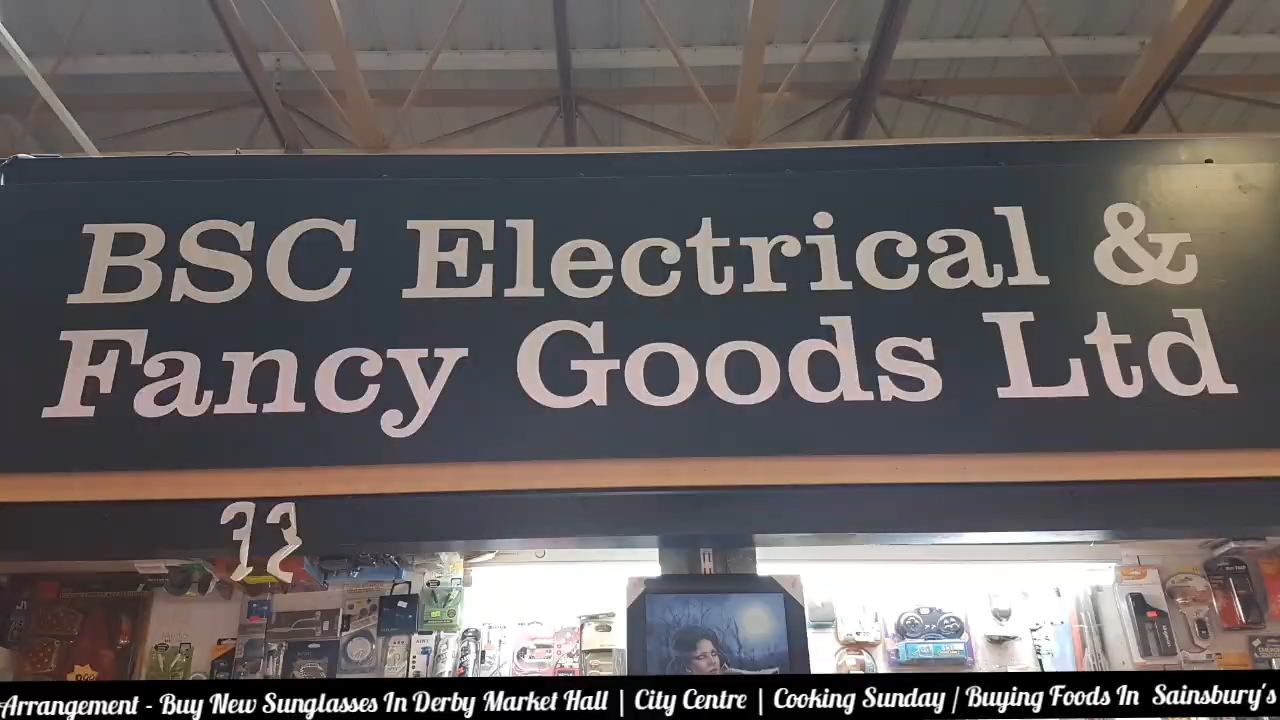 BSC Electrical &
Fancy Goods Ltd
Arrangement - Buy New Sunglasses In Derby Market Hall | City Centre | Cooking Sunday / Buying Foods In Sainsbury's